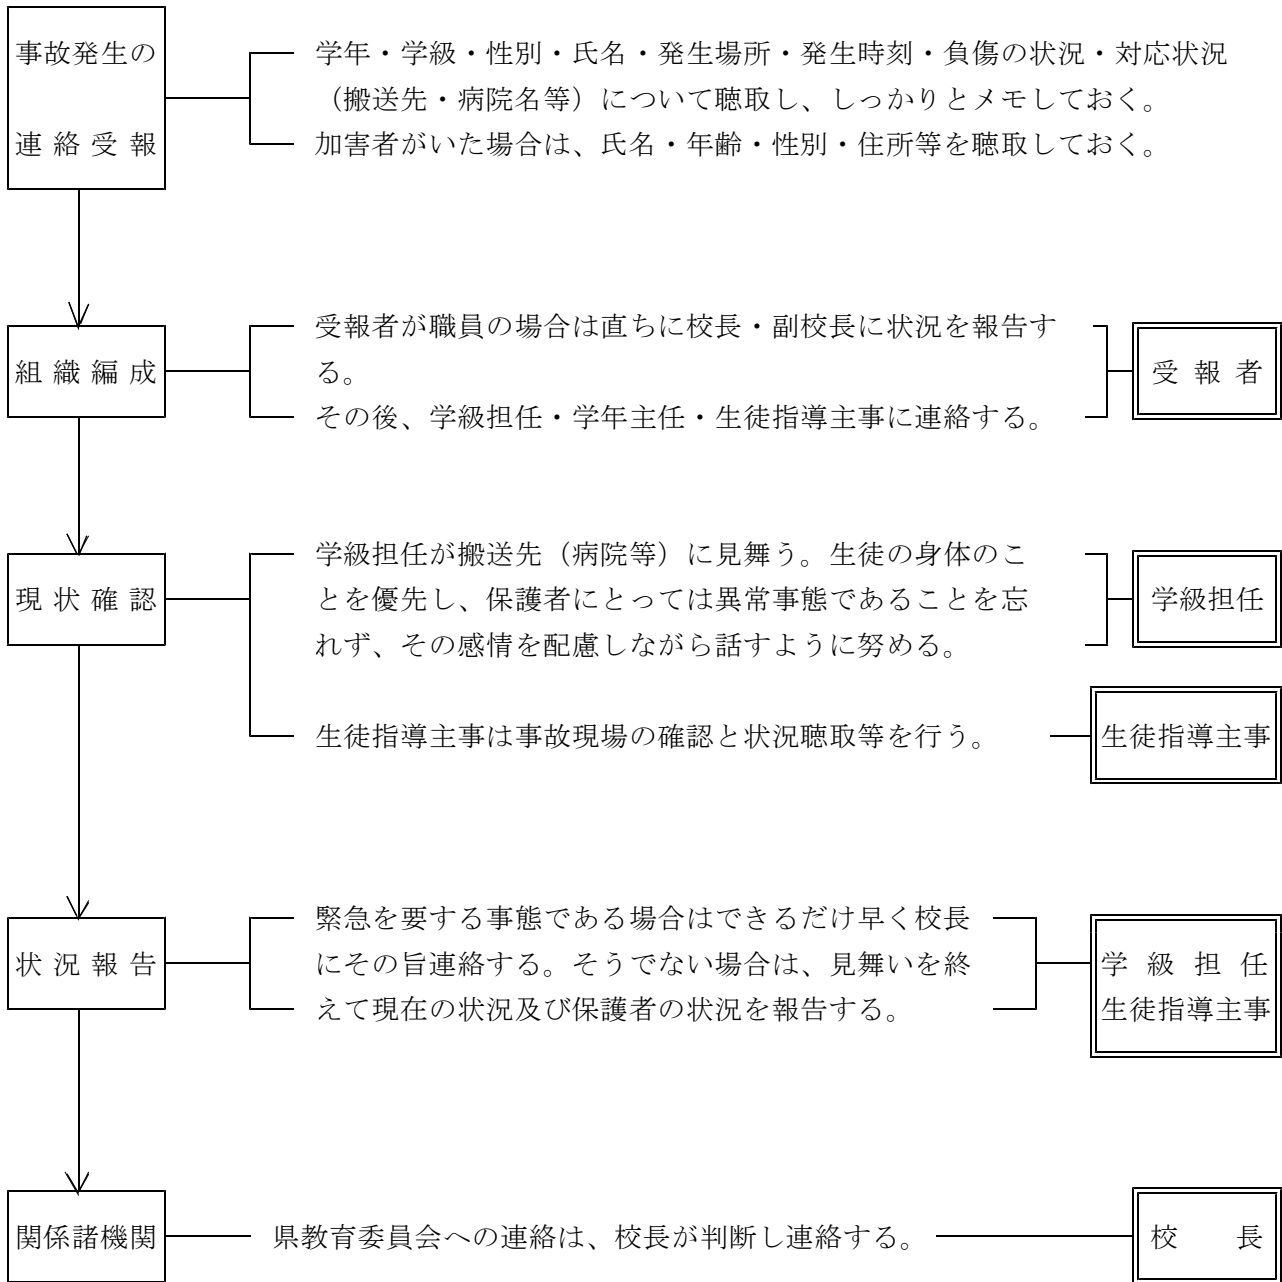 事故発生の
連絡受報
学年・学級・性別・氏名・発生場所・発生時刻・負傷の状況・対応状況
（搬送先・病院名等）について聴取し、しっかりとメモしておく。
加害者がいた場合は、氏名・年齢・性別・住所等を聴取しておく。
組織編成
受報者が職員の場合は直ちに校長・副校長に状況を報告す
る。
その後、学級担任・学年主任・生徒指導主事に連絡する。
受報者
現状確認
学級担任が搬送先（病院等）に見舞う。生徒の身体のこ
とを優先し、保護者にとっては異常事態であることを忘
れず、その感情を配慮しながら話すように努める。
学級担任
生徒指導主事は事故現場の確認と状況聴取等を行う。
生徒指導主事
状況報告
緊急を要する事態である場合はできるだけ早く校長
にその旨連絡する。そうでない場合は、見舞いを終
えて現在の状況及び保護者の状況を報告する。
学級担任
生徒指導主事
関係諸機関
県教育委員会への連絡は、校長が判断し連絡する。
校　長